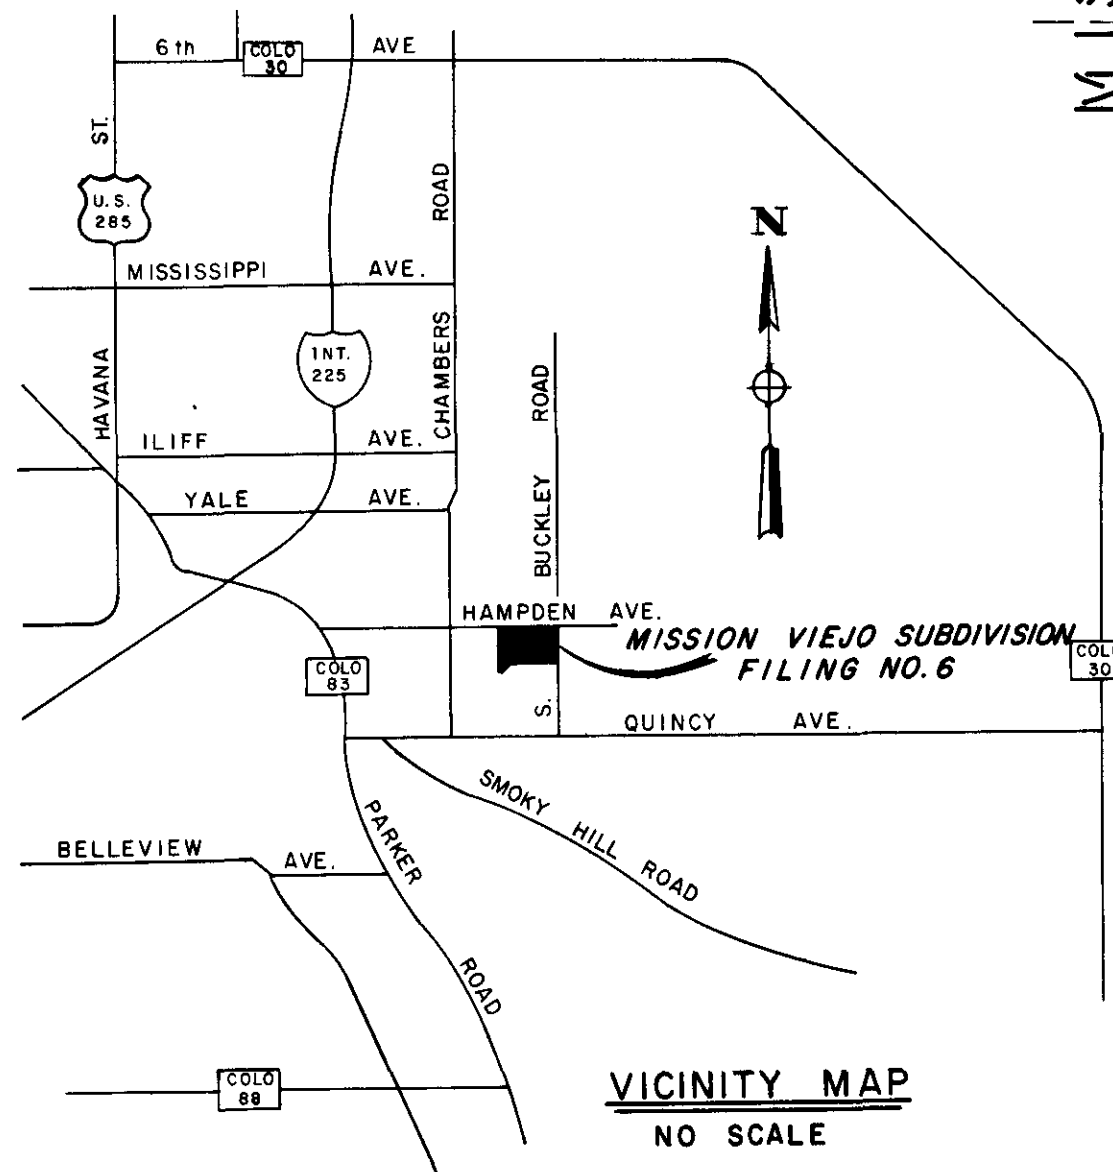 6th
COLO
30
AVE
ST.
U.S.
285
ROAD
N
MISSISSIPPI AVE.
HAVANA
INT.
225
CHAMBERS
BUCKLEY ROAD
ILIFF AVE.
YALE AVE.
HAMPDEN AVE.
MISSION VIEJO SUBDIVISION
FILING NO. 6
COLO
30
COLO
83
S.
QUINCY AVE.
SMOKY HILL ROAD
PARKER ROAD
BELLEVIEW AVE.
COLO
88
VICINITY MAP
NO SCALE